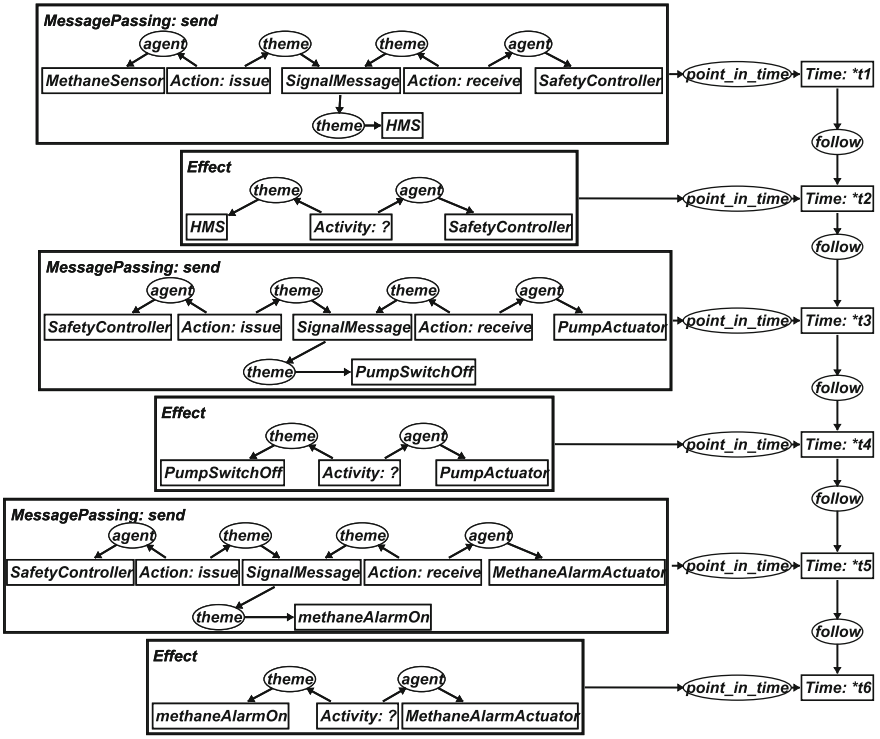 MessagePassing: send
agent theme theme agent
MethaneSensor Action: issue SignalMessage Action: receive SafetyController point_in_time Time: *t1
theme HMS
follow
Effect
theme agent
point_in_time Time: *t2
HMS Activity: ? SafetyController
follow
MessagePassing: send
agent theme theme agent
SafetyController Action: issue SignalMessage Action: receive PumpActuator point_in_time Time: *t3
theme PumpSwitchOff
follow
Effect
theme agent
point_in_time Time: *t4
PumpSwitchOff Activity: ? PumpActuator
follow
MessagePassing: send
agent theme theme agent
SafetyController Action: issue SignalMessage Action: receive MethaneAlarmActuator point_in_time Time: *t5
theme methaneAlarmOn
follow
Effect
theme agent
point_in_time Time: *t6
methaneAlarmOn Activity: ? MethaneAlarmActuator